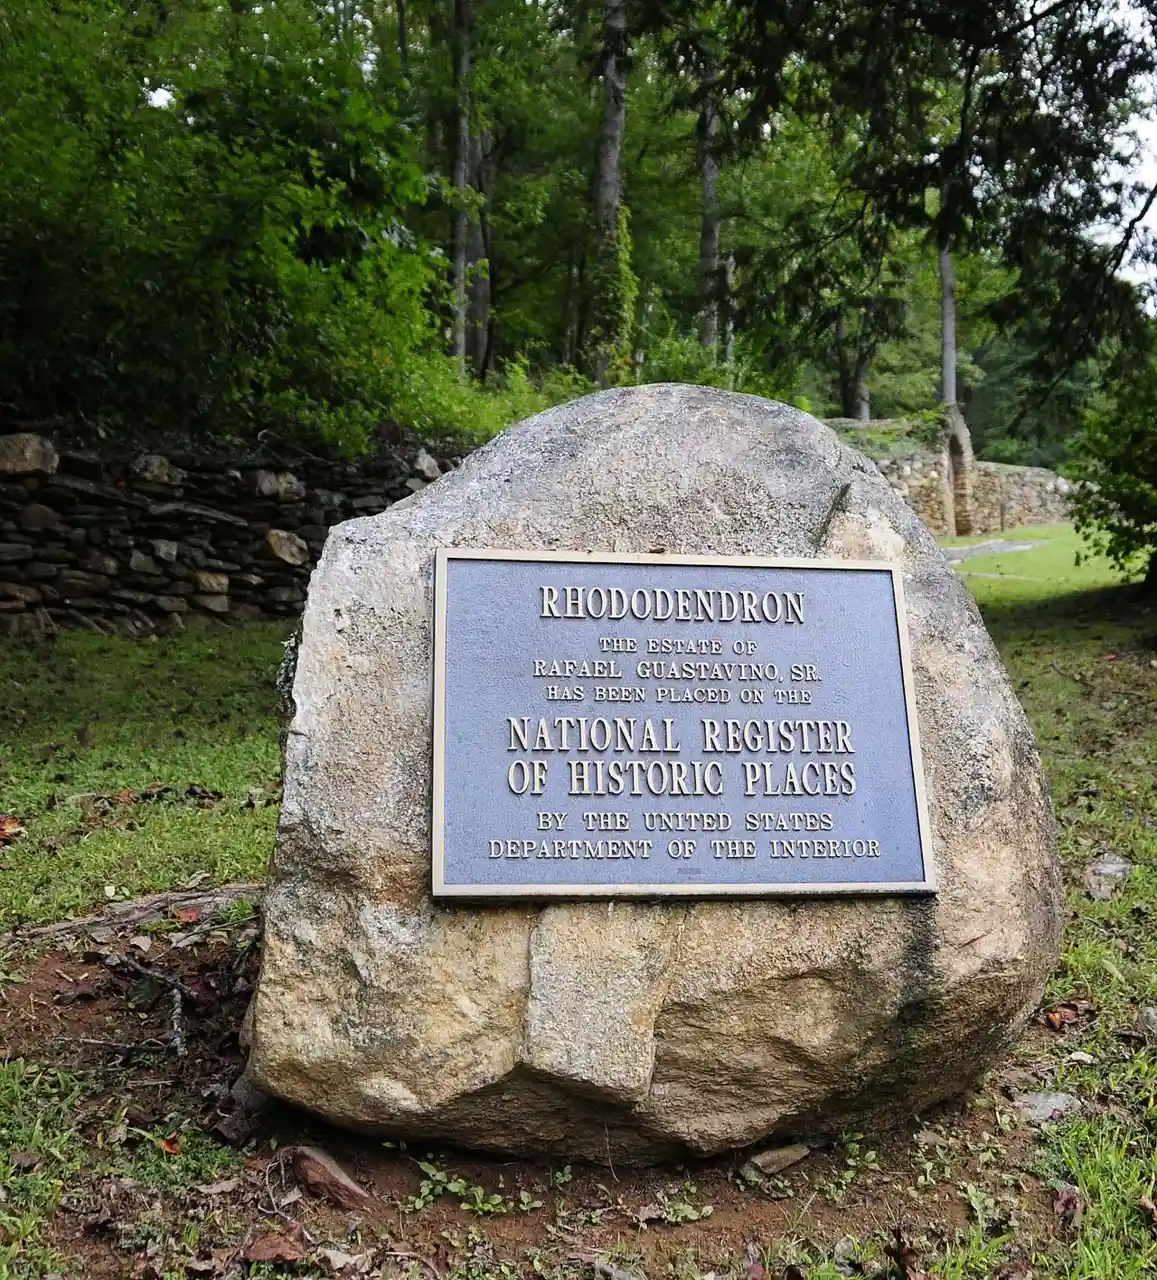 RHODODENDRON
THE ESTATE OF
RAFAEL GUASTAVINO, SR.
HAS BEEN PLACED ON THE
NATIONAL REGISTER
OF HISTORIC PLACES
BY THE UNITED STATES
DEPARTMENT OF THE INTERIOR